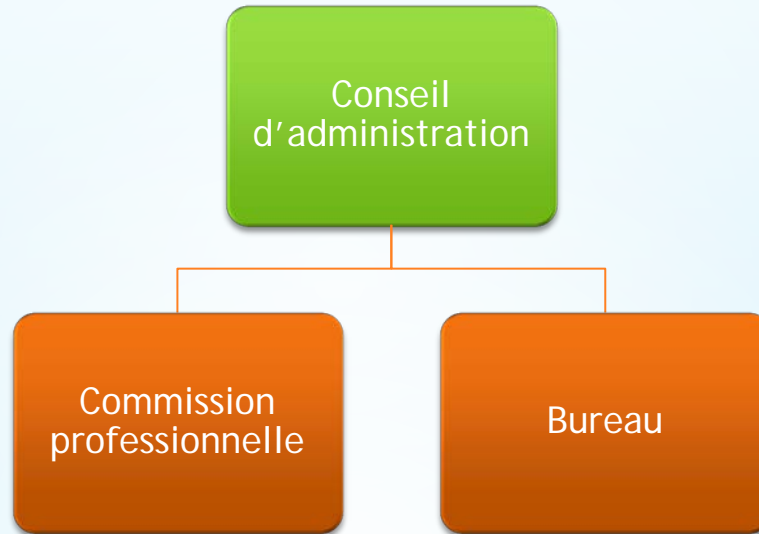 Conseil
d'administration
Commission
professionnelle
Bureau